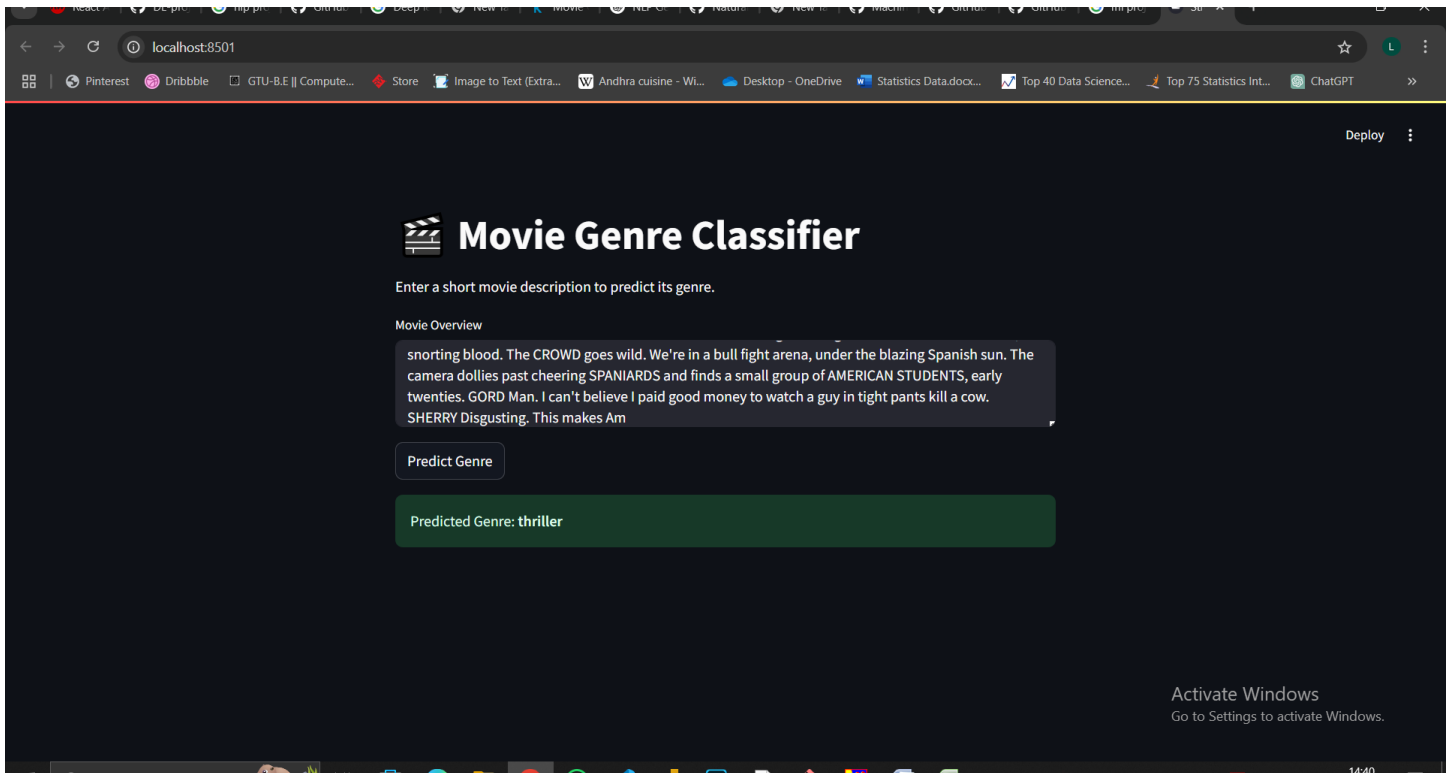 localhost:8501
L
Pinterest Dribbble GTU-B.E || Compute... Store Image to Text (Extra... Andhra cuisine - Wi... Desktop - OneDrive Statistics Data.docx... Top 40 Data Science... Top 75 Statistics Int... ChatGPT »
Deploy
Movie Genre Classifier
Enter a short movie description to predict its genre.
Movie Overview
snorting blood. The CROWD goes wild. We're in a bull fight arena, under the blazing Spanish sun. The
camera dollies past cheering SPANIARDS and finds a small group of AMERICAN STUDENTS, early
twenties. GORD Man. I can't believe I paid good money to watch a guy in tight pants kill a cow.
SHERRY Disgusting. This makes Am
Predict Genre
Predicted Genre: thriller
Activate Windows
Go to Settings to activate Windows.
14:40